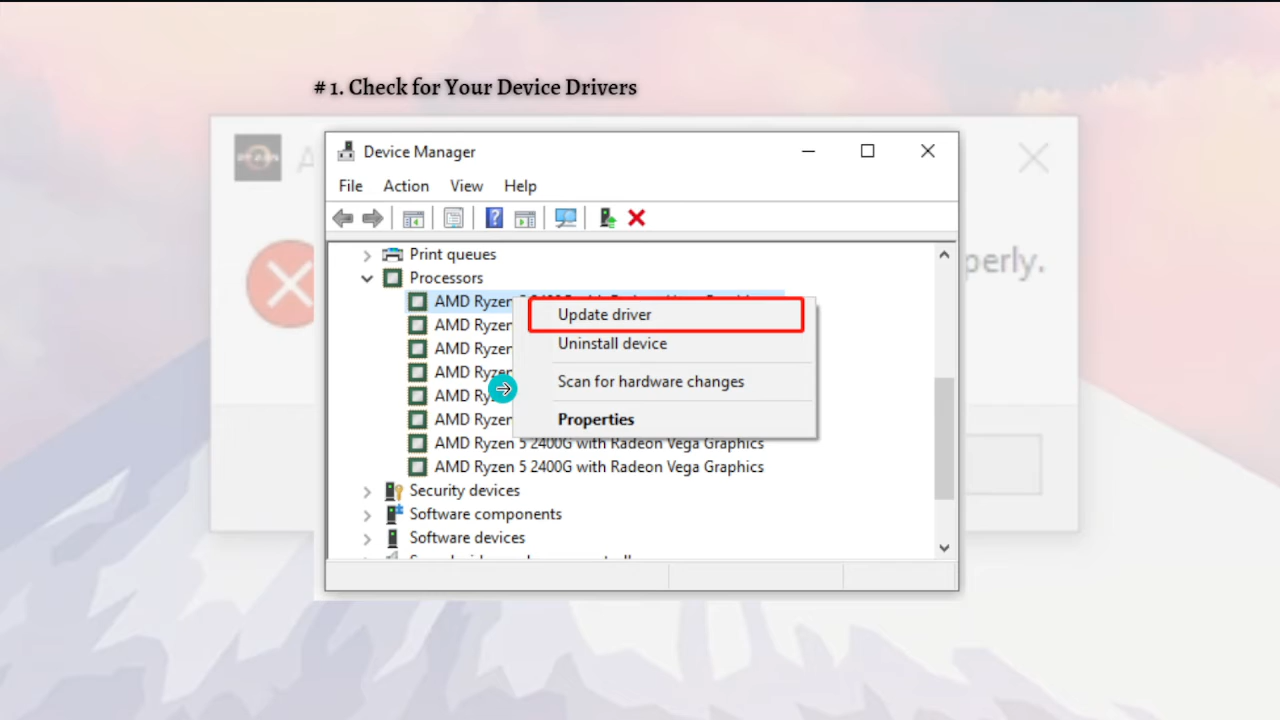 # 1. Check for Your Device Drivers
Device Manager
File Action View Help
perly.
Print queues
Processors
AMD Ryzen
Update driver
AMD Ryzen
Uninstall device
AMD Ryzen
AMD Ryzen
Scan for hardware changes
AMD
AMD Ryzen
Properties
AMD Ryzen 5 2400G with Radeon Vega Graphics
AMD Ryzen 5 2400G with Radeon Vega Graphics
Security devices
Software components
Software devices